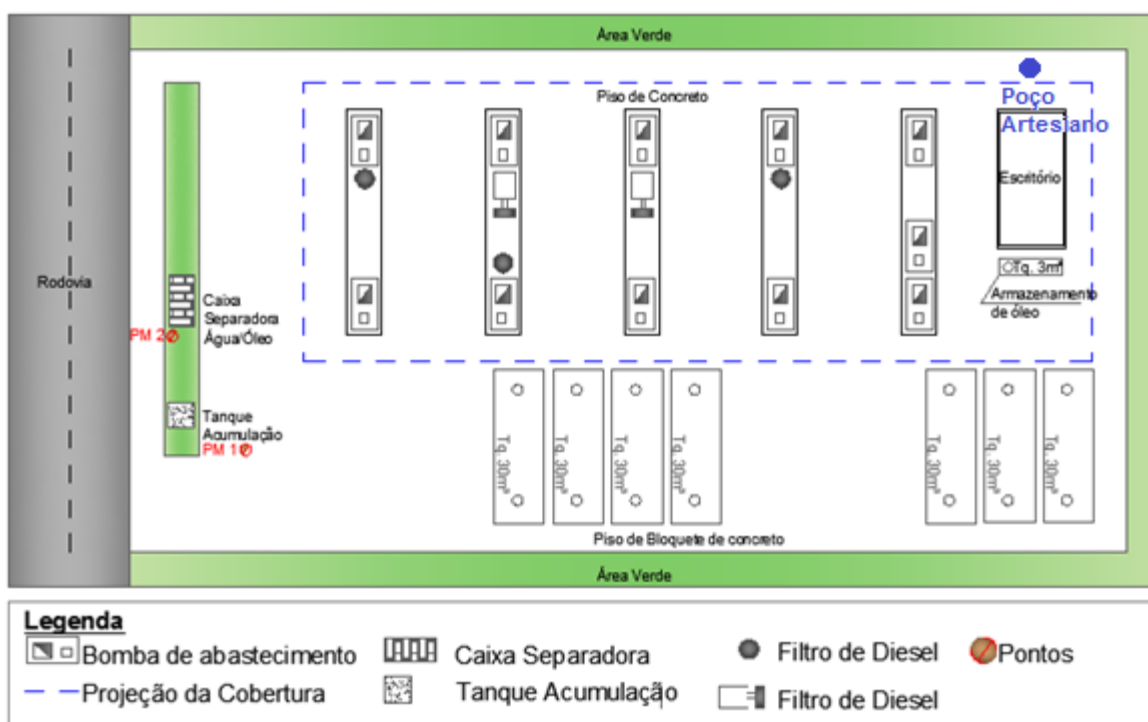 Área Verde
Piso de Concreto
Poço
Artesiano
Escritório
Tq. 3m³
Armazenamento
de óleo
Rodovia
Caixa
Separadora
Água/Óleo
PM 2
Tanque
Acumulação
PM 1
Tq. 30m³
Tq. 30m³
Tq. 30m³
Tq. 30m³
Tq. 30m³
Tq. 30m³
Tq. 30m³
Piso de Bloquete de concreto
Área Verde
Legenda
Bomba de abastecimento
Caixa Separadora
Filtro de Diesel
Pontos
Projeção da Cobertura
Tanque Acumulação
Filtro de Diesel